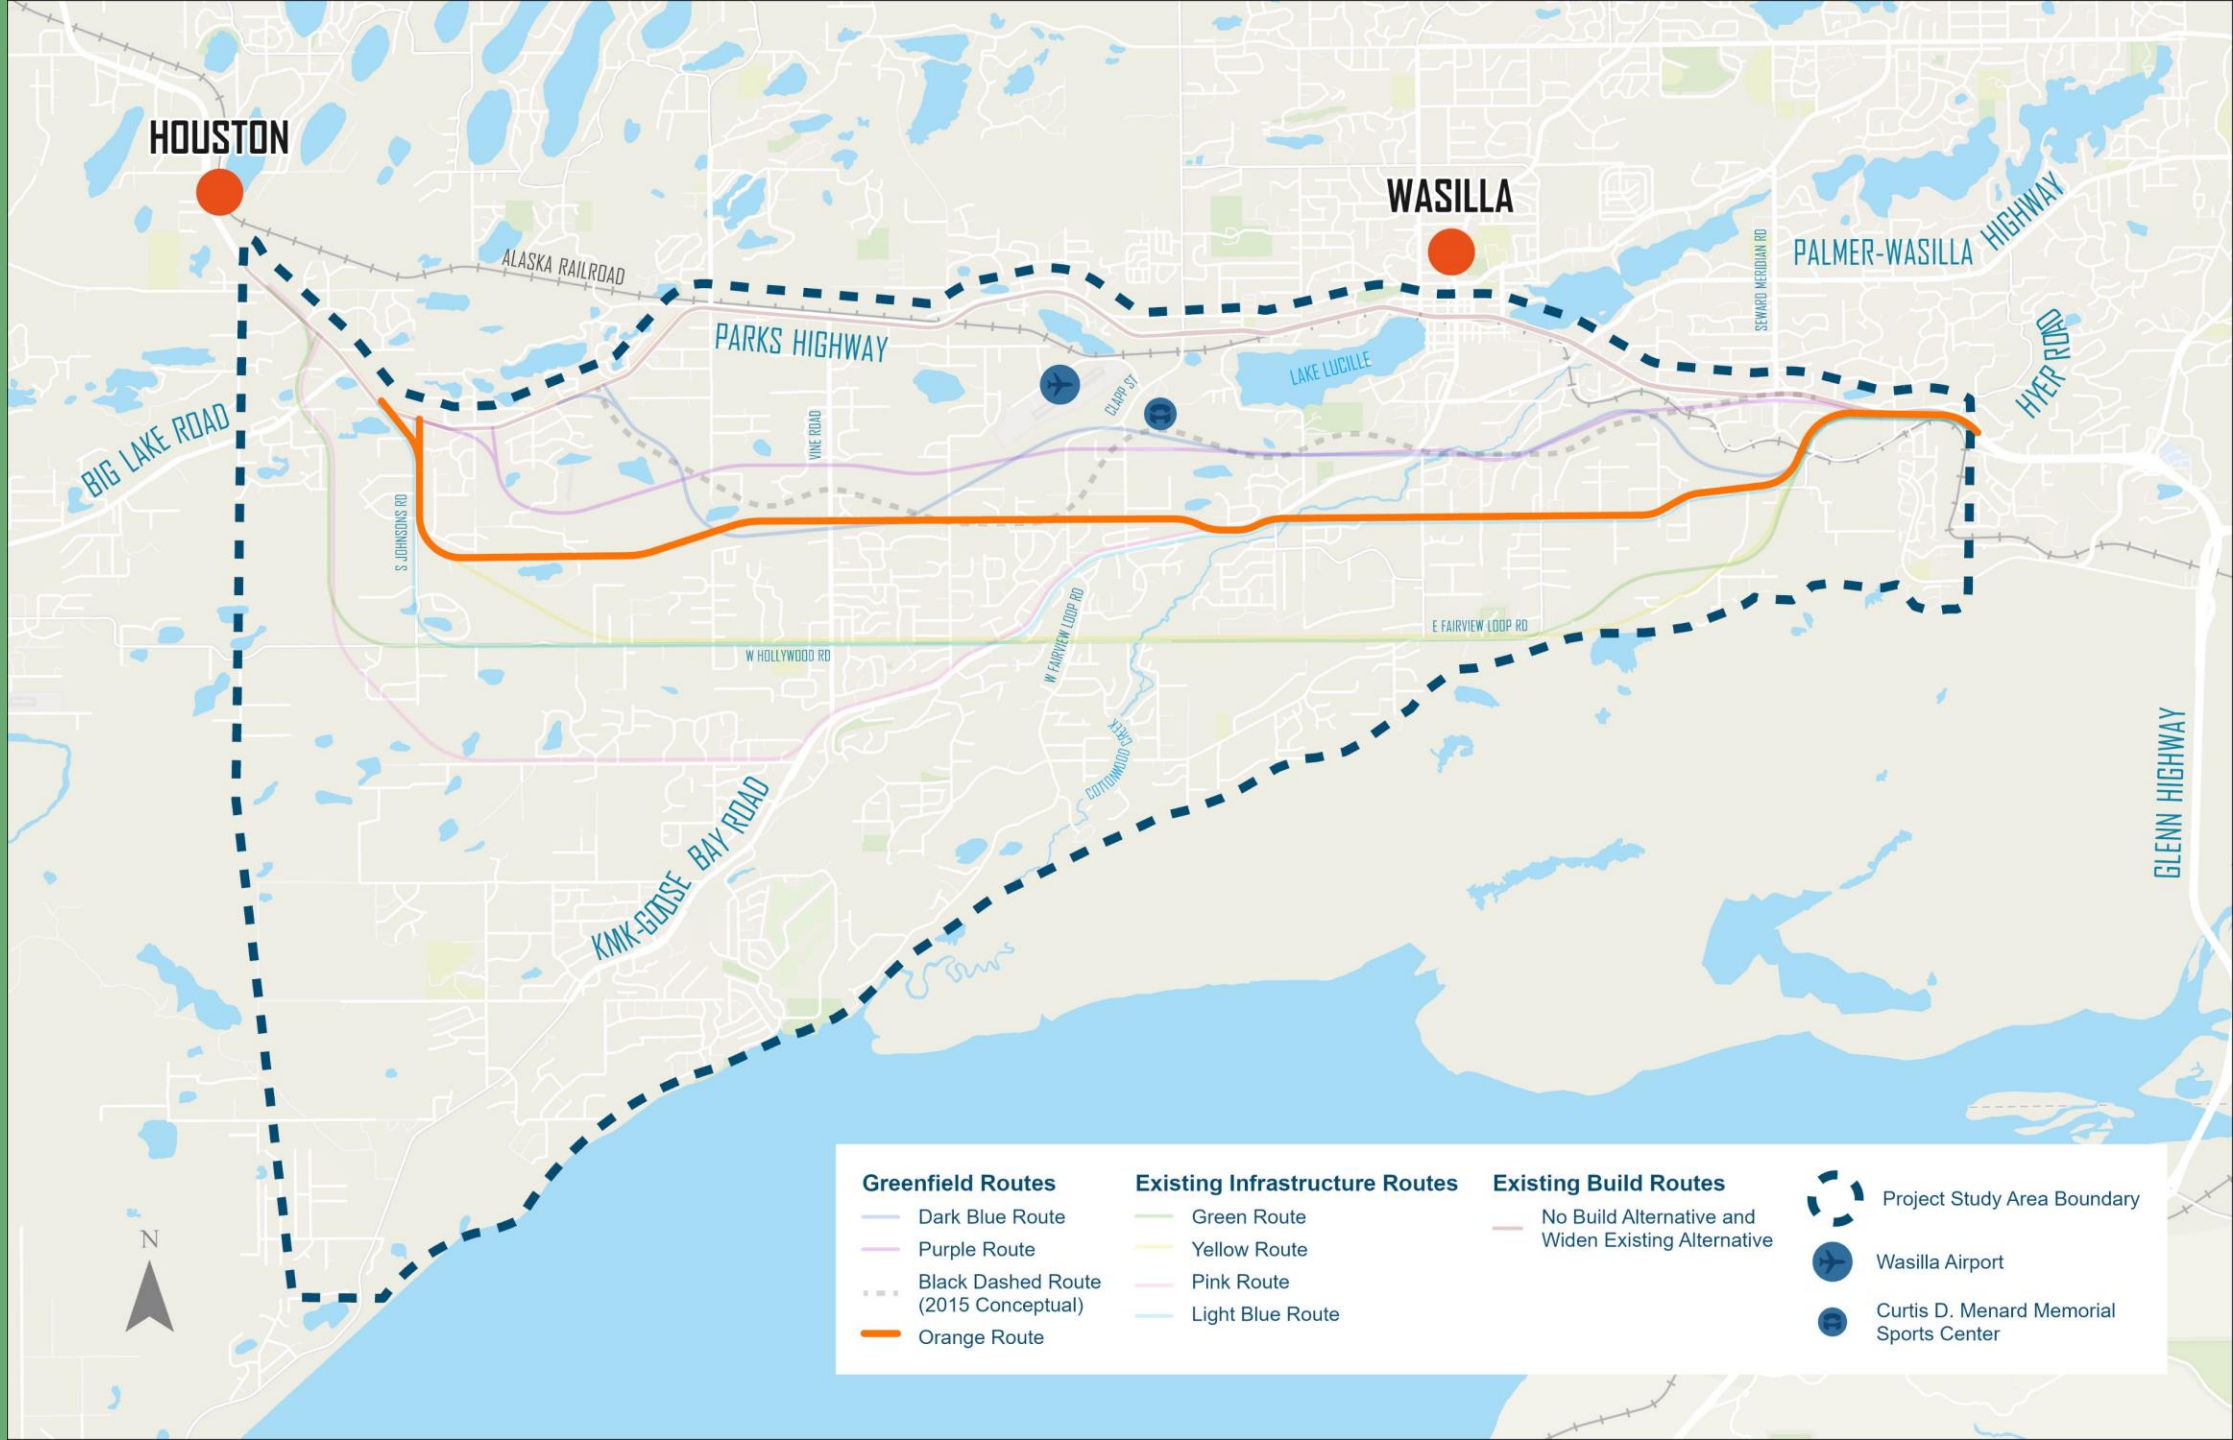 HOUSTON
WASILLA
PALMER-WASILLA HIGHWAY
SEWARD MERIDIAN RD
ALASKA RAILROAD
PARKS HIGHWAY
HYER ROAD
LAKE LUCILLE
CLAPP ST
VINE ROAD
BIG LAKE ROAD
S JOHNSONS RD
W FAIRVIEW LOOP RD
E FAIRVIEW LOOP RD
W HOLLYWOOD RD
COTTONWOOD CREEK
GLENN HIGHWAY
KMK-GOOSE BAY ROAD
N
Greenfield Routes
Dark Blue Route
Purple Route
Black Dashed Route
(2015 Conceptual)
Orange Route
Existing Infrastructure Routes
Green Route
Yellow Route
Pink Route
Light Blue Route
Existing Build Routes
No Build Alternative and
Widen Existing Alternative
Project Study Area Boundary
Wasilla Airport
Curtis D. Menard Memorial
Sports Center